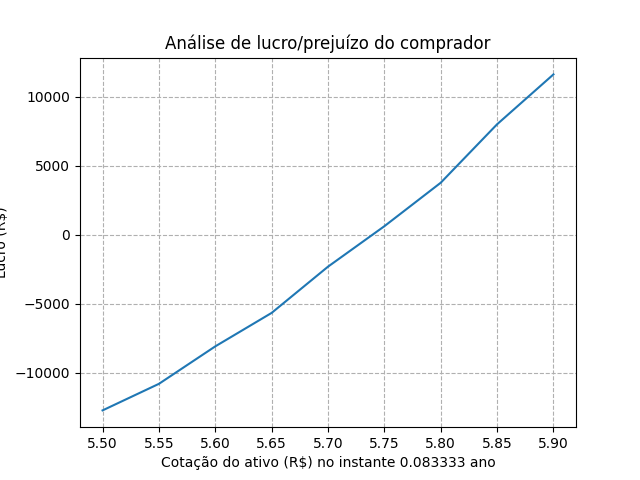 Análise de lucro/prejuízo do comprador
10000
5000
0
−5000
−10000
Lucro (R$)
5.50 5.55 5.60 5.65 5.70 5.75 5.80 5.85 5.90
Cotação do ativo (R$) no instante 0.083333 ano